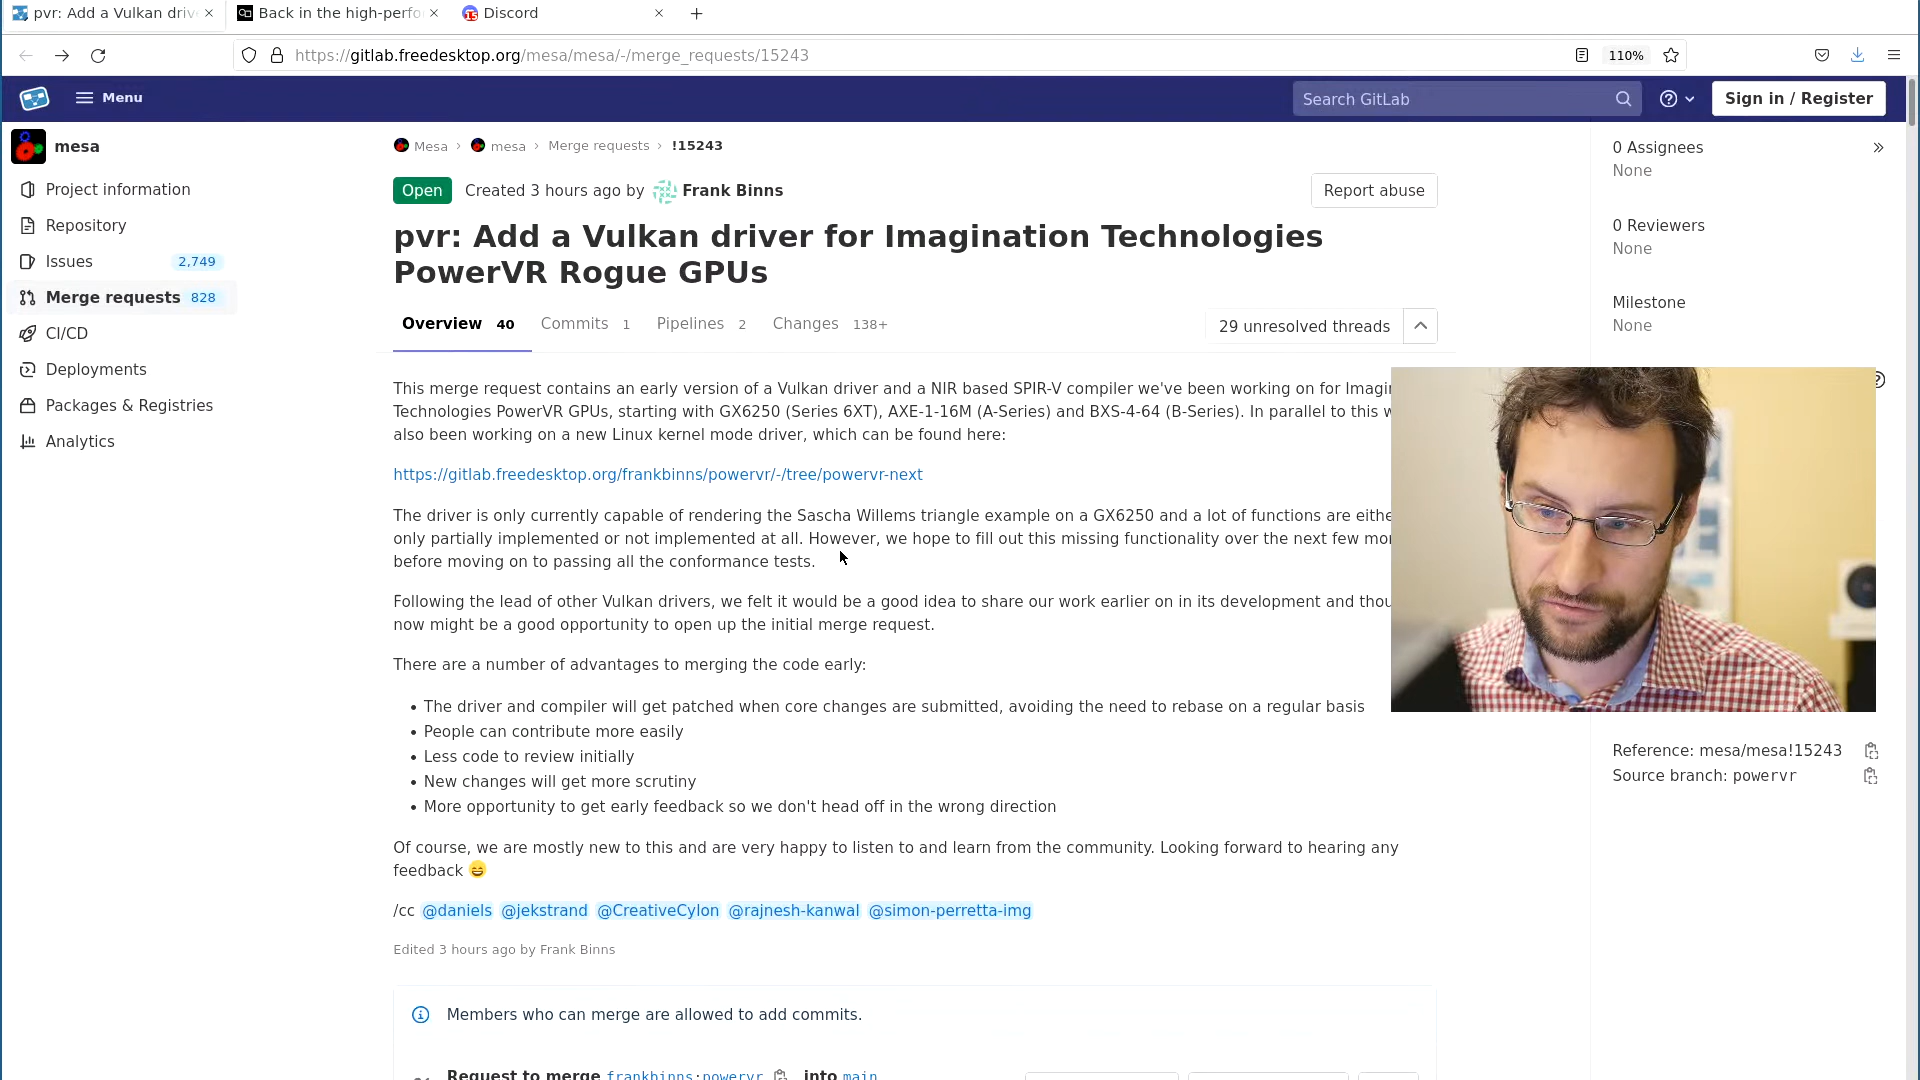 pvr: Add a Vulkan driv
Back in the high-perfo
Discord
https://gitlab.freedesktop.org/mesa/mesa/-/merge_requests/15243
110%
Menu
Search GitLab
Sign in / Register
mesa
Project information
Repository
Issues 2,749
Merge requests 828
CI/CD
Deployments
Packages & Registries
Analytics
Mesa › mesa › Merge requests › !15243
Open Created 3 hours ago by Frank Binns
Report abuse
pvr: Add a Vulkan driver for Imagination Technologies
PowerVR Rogue GPUs
Overview 40 Commits 1 Pipelines 2 Changes 138+
29 unresolved threads
This merge request contains an early version of a Vulkan driver and a NIR based SPIR-V compiler we've been working on for Imagin
Technologies PowerVR GPUs, starting with GX6250 (Series 6XT), AXE-1-16M (A-Series) and BXS-4-64 (B-Series). In parallel to this w
also been working on a new Linux kernel mode driver, which can be found here:
https://gitlab.freedesktop.org/frankbinns/powervr/-/tree/powervr-next
The driver is only currently capable of rendering the Sascha Willems triangle example on a GX6250 and a lot of functions are eithe
only partially implemented or not implemented at all. However, we hope to fill out this missing functionality over the next few mon
before moving on to passing all the conformance tests.
Following the lead of other Vulkan drivers, we felt it would be a good idea to share our work earlier on in its development and thou
now might be a good opportunity to open up the initial merge request.
There are a number of advantages to merging the code early:
• The driver and compiler will get patched when core changes are submitted, avoiding the need to rebase on a regular basis
• People can contribute more easily
• Less code to review initially
• New changes will get more scrutiny
• More opportunity to get early feedback so we don't head off in the wrong direction
Of course, we are mostly new to this and are very happy to listen to and learn from the community. Looking forward to hearing any
feedback 😄
/cc @daniels @jekstrand @CreativeCylon @rajnesh-kanwal @simon-perretta-img
Edited 3 hours ago by Frank Binns
Members who can merge are allowed to add commits.
Request to merge frankbinns:powervr into main
0 Assignees
None
0 Reviewers
None
Milestone
None
Reference: mesa/mesa!15243
Source branch: powervr